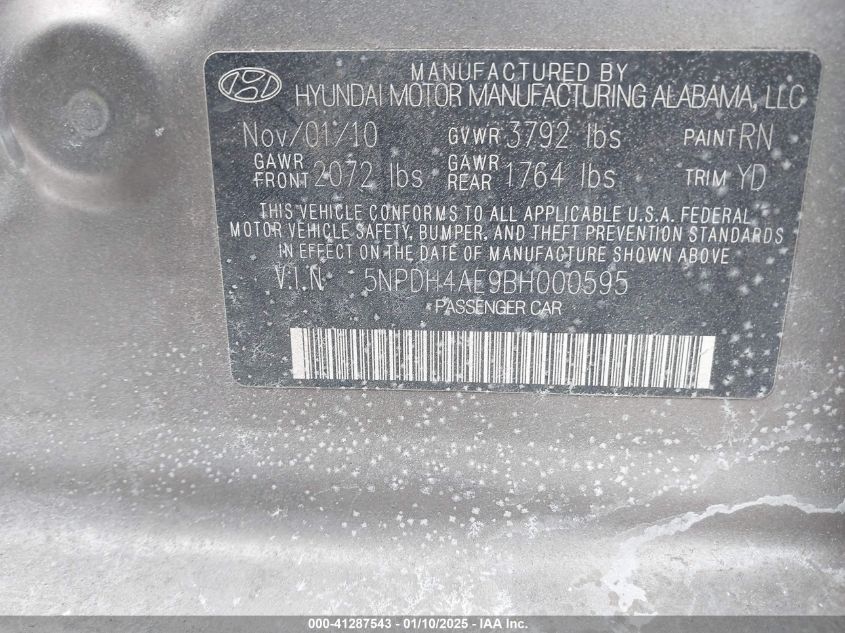 MANUFACTURED BY
HYUNDAI MOTOR MANUFACTURING ALABAMA, LLC
Nov/01/10 GVWR 3792 lbs PAINT RN
GAWR FRONT 2072 lbs GAWR REAR 1764 lbs TRIM YD
THIS VEHICLE CONFORMS TO ALL APPLICABLE U.S.A. FEDERAL
MOTOR VEHICLE SAFETY, BUMPER, AND THEFT PREVENTION STANDARDS
IN EFFECT ON THE DATE OF MANUFACTURE SHOWN ABOVE
V.I.N 5NPDH4AE9BH000595
PASSENGER CAR
000-41287543 - 01/10/2025 - IAA Inc.